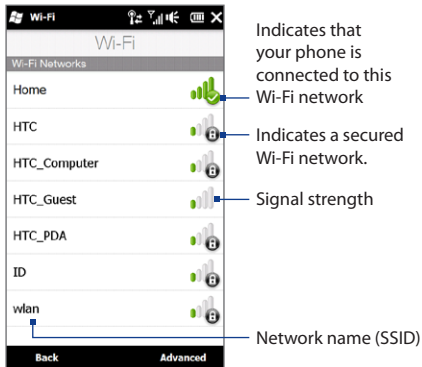 Wi-Fi
Wi-Fi
Wi-Fi Networks
Home
HTC
HTC_Computer
HTC_Guest
HTC_PDA
ID
wlan
Back Advanced
Indicates that
your phone is
connected to this
Wi-Fi network
Indicates a secured
Wi-Fi network.
Signal strength
Network name (SSID)